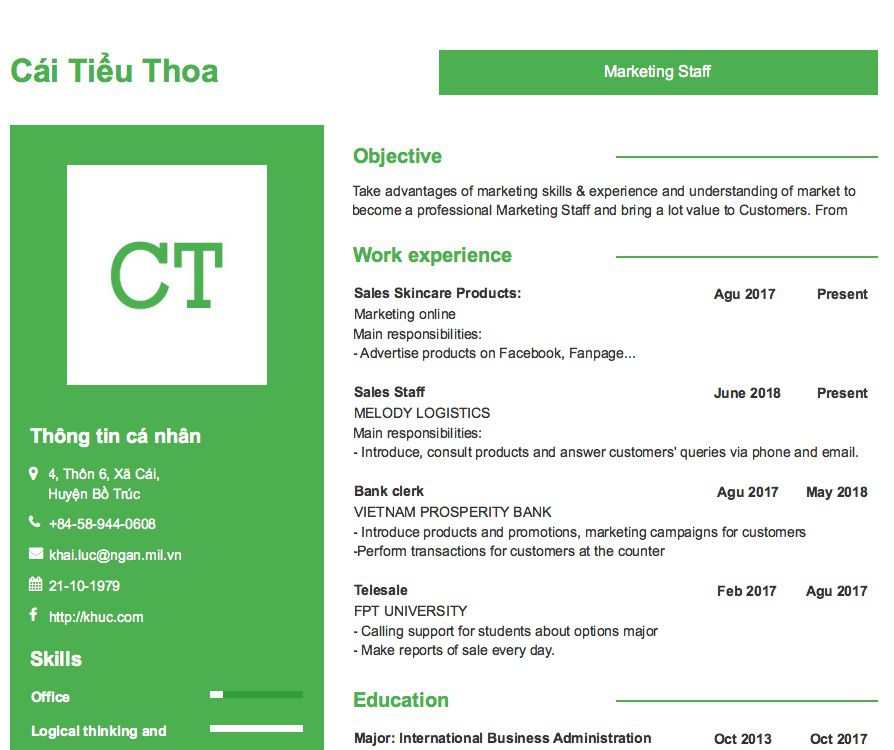 Cái Tiểu Thoa
Marketing Staff
CT
Thông tin cá nhân
4, Thôn 6, Xã Cái,
Huyện Bồ Trúc
+84-58-944-0608
khai.luc@ngan.mil.vn
21-10-1979
http://khuc.com
Skills
Office
Logical thinking and
Objective
Take advantages of marketing skills & experience and understanding of market to
become a professional Marketing Staff and bring a lot value to Customers. From
Work experience
Sales Skincare Products: Agu 2017 Present
Marketing online
Main responsibilities:
- Advertise products on Facebook, Fanpage...
Sales Staff June 2018 Present
MELODY LOGISTICS
Main responsibilities:
- Introduce, consult products and answer customers' queries via phone and email.
Bank clerk Agu 2017 May 2018
VIETNAM PROSPERITY BANK
- Introduce products and promotions, marketing campaigns for customers
-Perform transactions for customers at the counter
Telesale Feb 2017 Agu 2017
FPT UNIVERSITY
- Calling support for students about options major
- Make reports of sale every day.
Education
Major: International Business Administration Oct 2013 Oct 2017